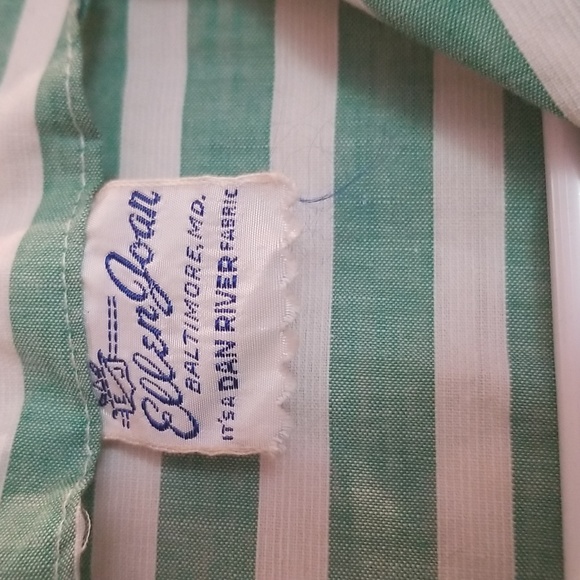 Ellen Joan
BALTIMORE, MD.
IT'S A DAN RIVER FABRIC